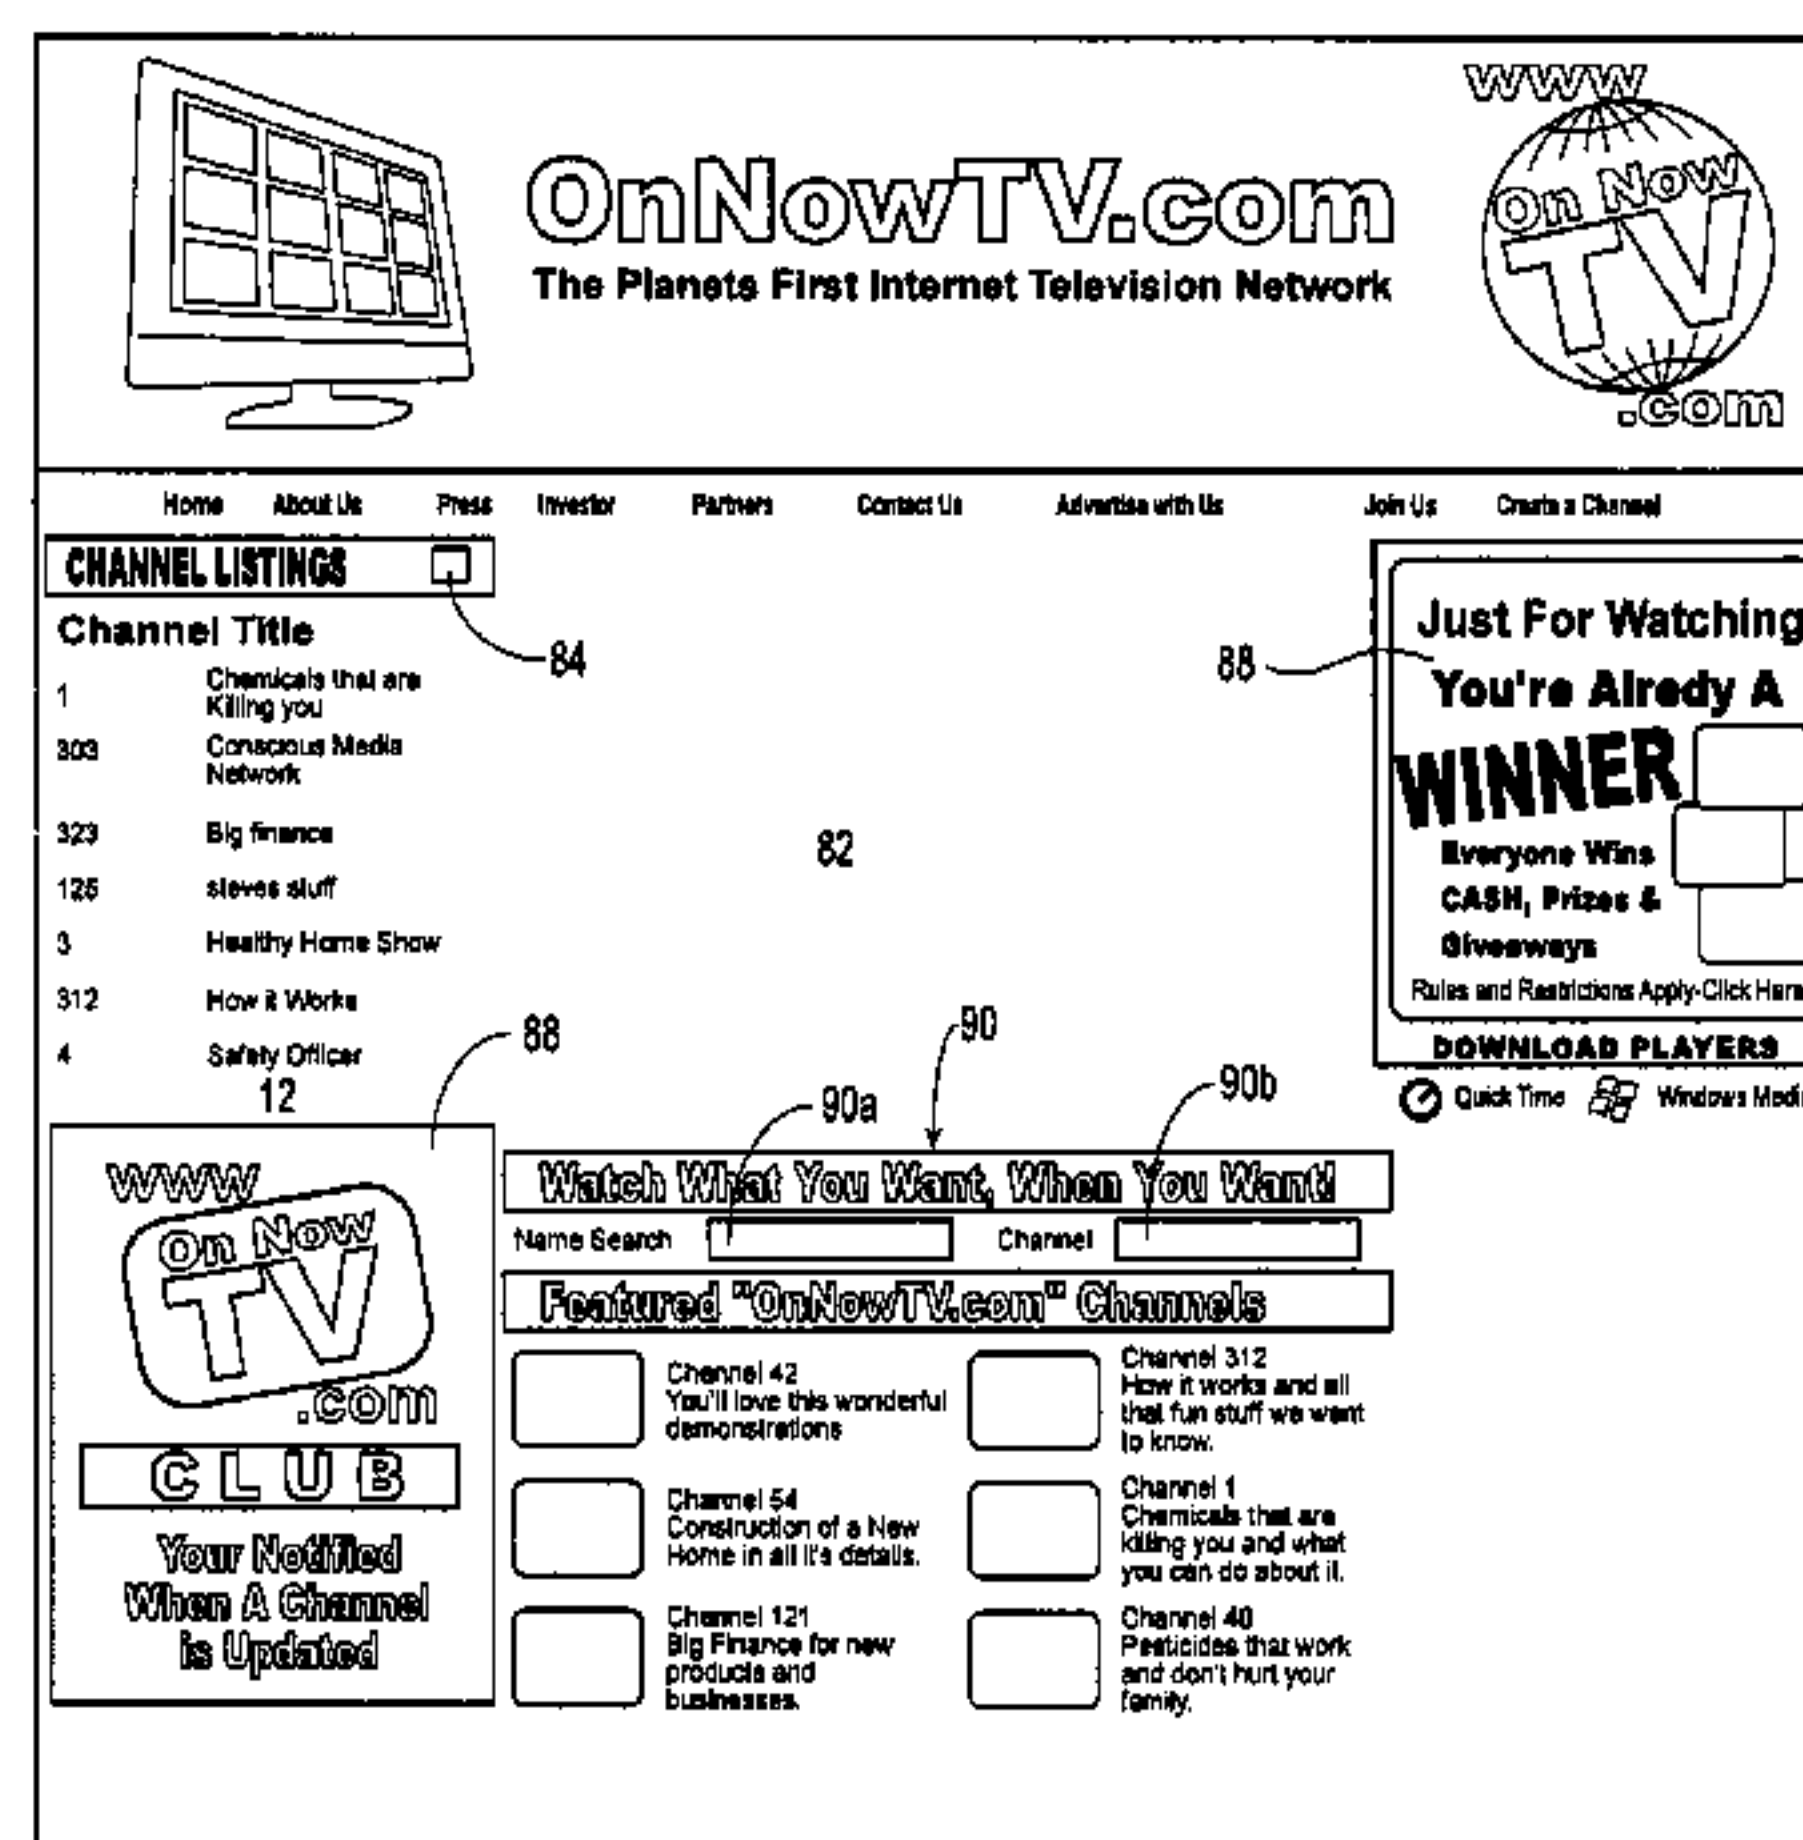 www
On Now
TV
.com
OnNowTV.com
The Planets First Internet Television Network
Home About Us Press Investor Partners Contact Us Advertise with Us Join Us Create a Channel
CHANNEL LISTINGS
84
Channel Title
1 Chemicals that are
Killing you
303 Conscious Media
Network
323 Big finance
125 steves stuff
3 Healthy Home Show
312 How it Works
4 Safety Officer
12
82
88
Just For Watching
You're Alredy A
WINNER
Everyone Wins
CASH, Prizes &
Giveaways
Rules and Restrictions Apply-Click Here
DOWNLOAD PLAYERS
Quick Time Windows
88
www
On Now
TV
.com
CLUB
Your Notified
When A Channel
is Updated
90
90a
90b
Watch What You Want, When You Want!
Name Search Channel
Featured "OnNowTV.com" Channels
Channel 42
You'll love this wonderful
demonstrations
Channel 312
How it works and all
that fun stuff we want
to know.
Channel 54
Construction of a New
Home in all it's details.
Channel 1
Chemicals that are
killing you and what
you can do about it.
Channel 121
Big Finance for new
products and
businesses.
Channel 40
Pesticides that work
and don't hurt your
family.